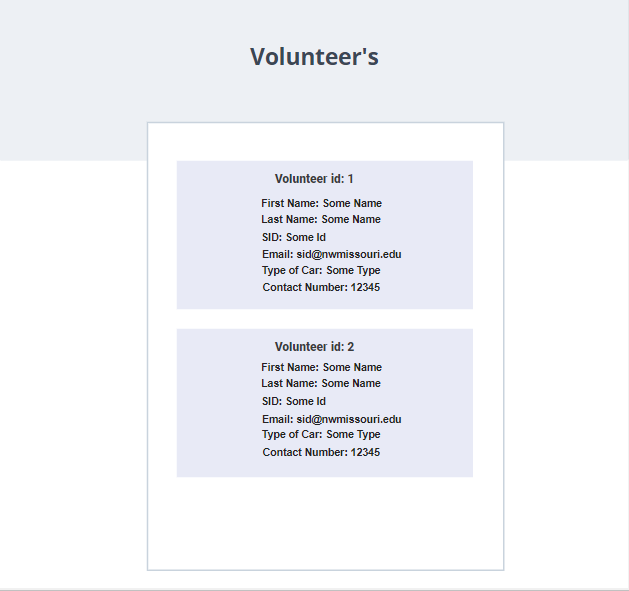 Volunteer's
Volunteer id: 1
First Name: Some Name
Last Name: Some Name
SID: Some Id
Email: sid@nwmissouri.edu
Type of Car: Some Type
Contact Number: 12345
Volunteer id: 2
First Name: Some Name
Last Name: Some Name
SID: Some Id
Email: sid@nwmissouri.edu
Type of Car: Some Type
Contact Number: 12345